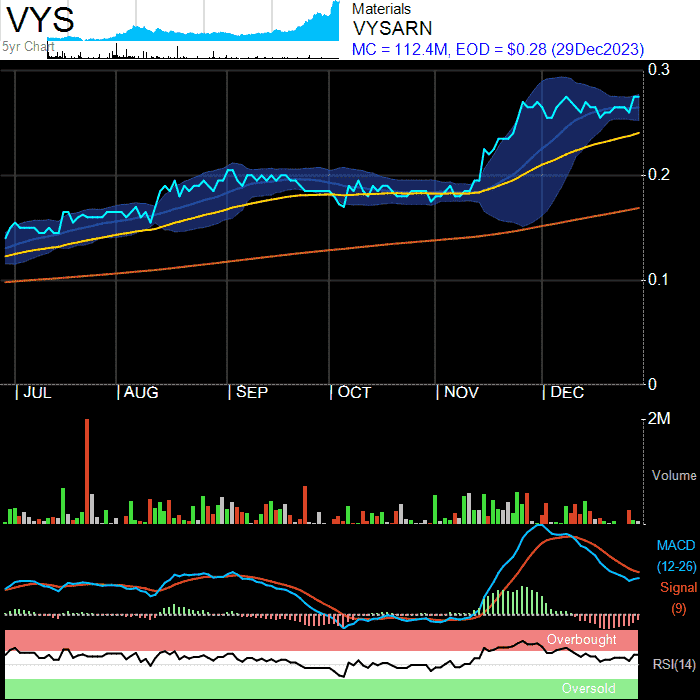 VYS
5yr Chart
Materials
VYSARN
MC = 112.4M, EOD = $0.28 (29Dec2023)
0.3
0.2
0.1
0
JUL AUG SEP OCT NOV DEC
2M
Volume
MACD
(12-26)
Signal
(9)
Overbought
RSI(14)
Oversold